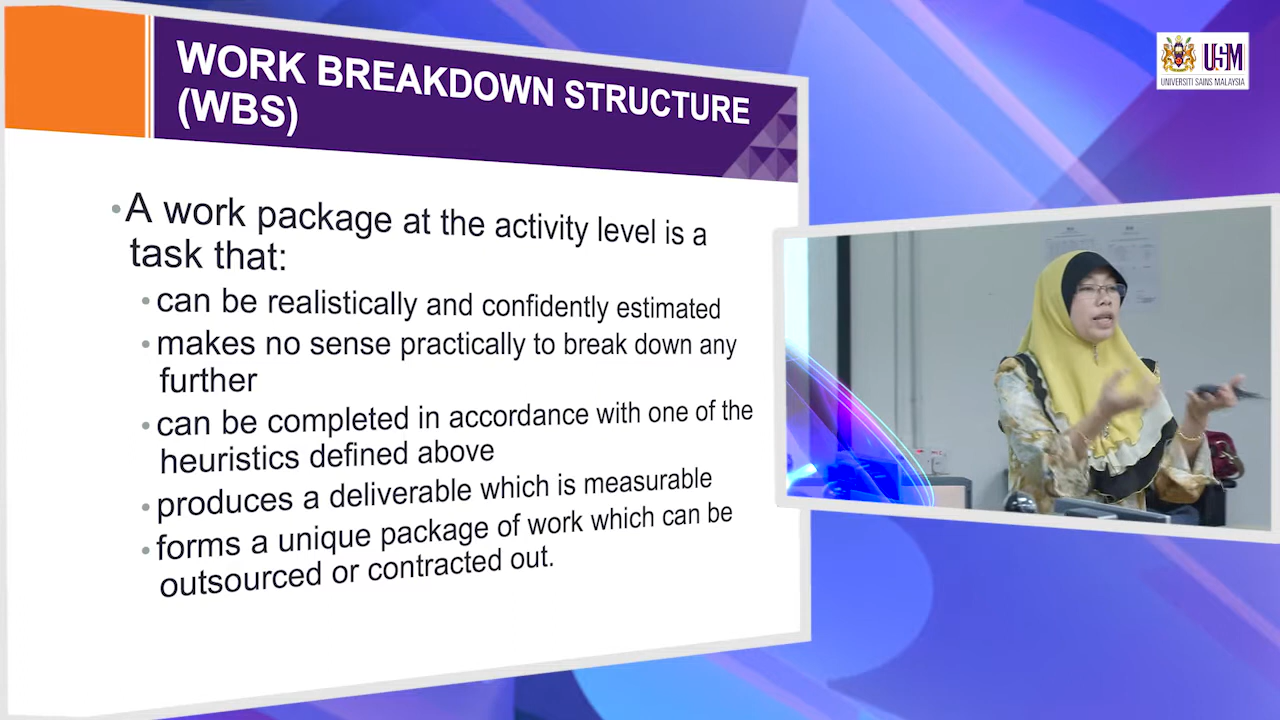 WORK BREAKDOWN STRUCTURE
(WBS)
•A work package at the activity level is a
task that:
•can be realistically and confidently estimated
•makes no sense practically to break down any
further
•can be completed in accordance with one of the
heuristics defined above
•produces a deliverable which is measurable
•forms a unique package of work which can be
outsourced or contracted out.
USM
UNIVERSITI SAINS MALAYSIA